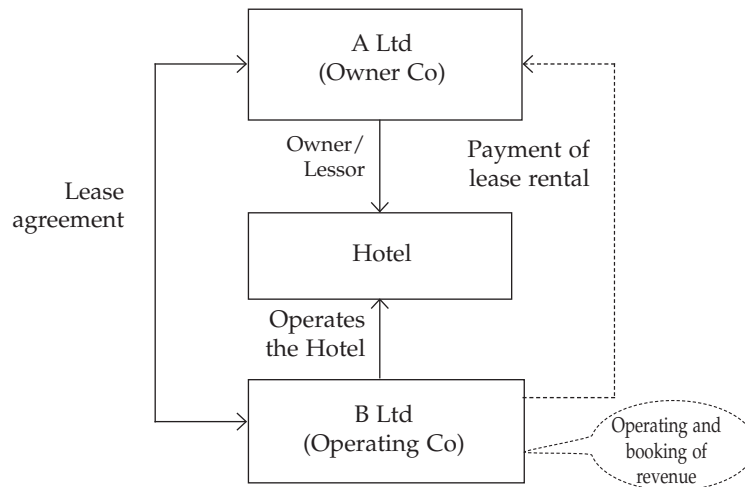 A Ltd
(Owner Co)
Owner/
Lessor
Payment of
lease rental
Lease
agreement
Hotel
Operates
the Hotel
B Ltd
(Operating Co)
Operating and
booking of
revenue